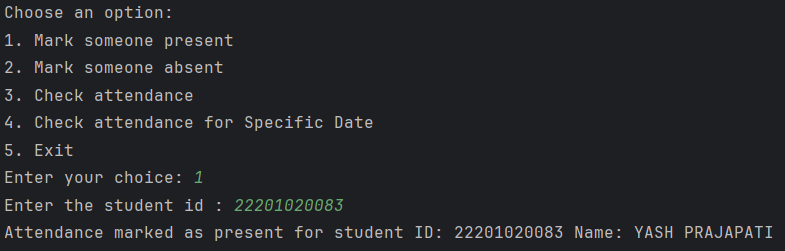 Choose an option:
1. Mark someone present
2. Mark someone absent
3. Check attendance
4. Check attendance for Specific Date
5. Exit
Enter your choice: 1
Enter the student id : 22201020083
Attendance marked as present for student ID: 22201020083 Name: YASH PRAJAPATI